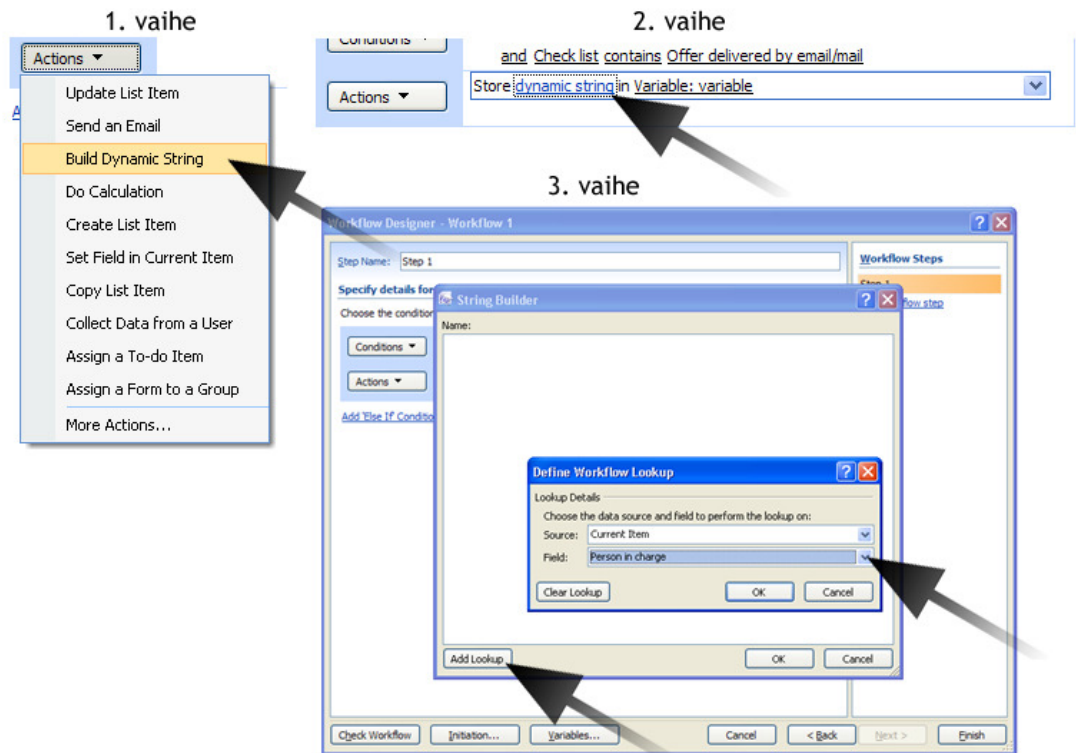 1. vaihe
Actions
Update List Item
Send an Email
Build Dynamic String
Do Calculation
Create List Item
Set Field in Current Item
Copy List Item
Collect Data from a User
Assign a To-do Item
Assign a Form to a Group
More Actions...
2. vaihe
Conditions
and Check list contains Offer delivered by email/mail
Actions
Store dynamic string in Variable: variable
3. vaihe
Workflow Designer - Workflow 1
Step Name: Step 1
Workflow Steps
Step 1
flow step
Specify details for
Choose the condition
Conditions
Actions
Add 'Else If' Conditio
String Builder
Name:
Define Workflow Lookup
Lookup Details
Choose the data source and field to perform the lookup on:
Source: Current Item
Field: Person in charge
Clear Lookup OK Cancel
Add Lookup OK Cancel
Check Workflow Initiation... Variables... Cancel < Back Next > Finish